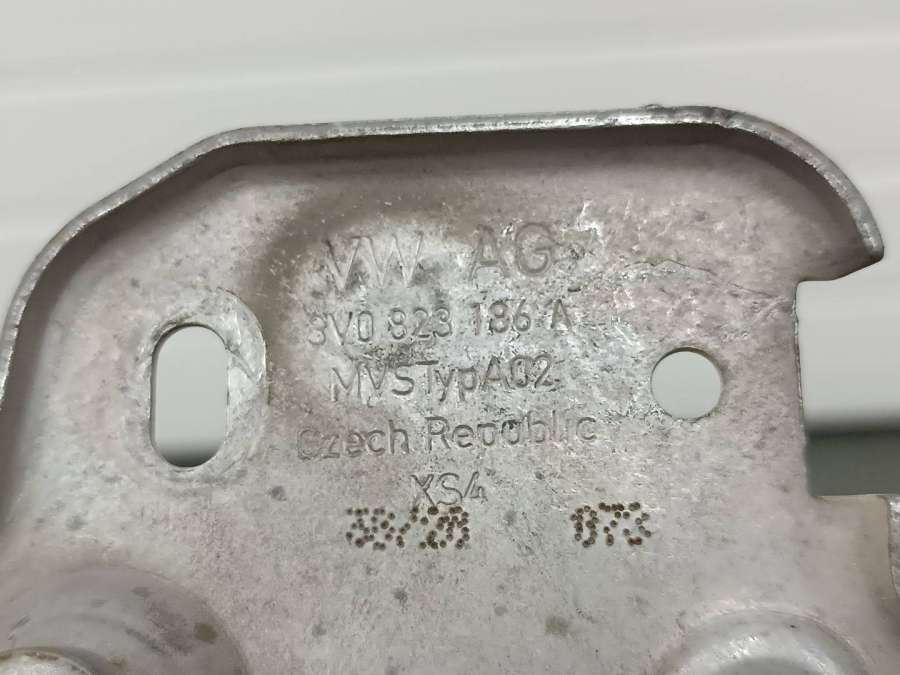 VW AG
3V0 823 186 A
MVSTypA02
Czech Republic
XS4